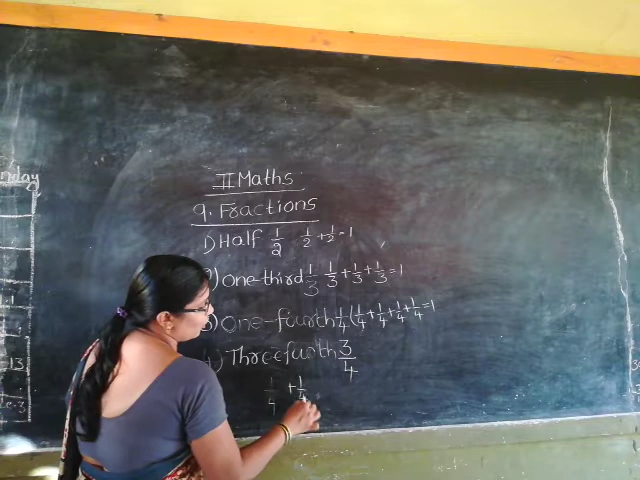 II Maths
9. Fractions
1) Half 1/2 1/2 + 1/2 = 1
) One-third 1/3 1/3 + 1/3 + 1/3 = 1
) One-fourth 1/4 (1/4 + 1/4 + 1/4 + 1/4 = 1
4) Threefourth 3/4
1/4 + 1/4
nday
13